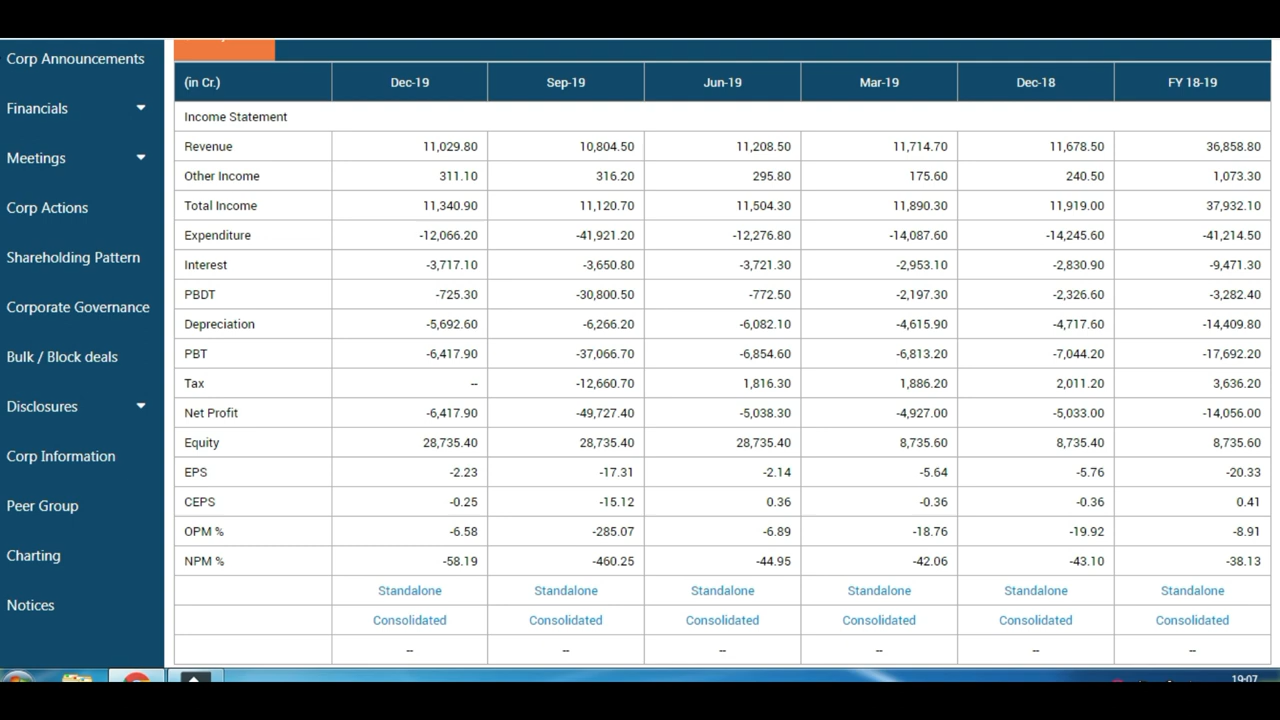 Corp Announcements
Financials
Meetings
Corp Actions
Shareholding Pattern
Corporate Governance
Bulk / Block deals
Disclosures
Corp Information
Peer Group
Charting
Notices
(in Cr.) Dec-19 Sep-19 Jun-19 Mar-19 Dec-18 FY 18-19
Income Statement
Revenue 11,029.80 10,804.50 11,208.50 11,714.70 11,678.50 36,858.80
Other Income 311.10 316.20 295.80 175.60 240.50 1,073.30
Total Income 11,340.90 11,120.70 11,504.30 11,890.30 11,919.00 37,932.10
Expenditure -12,066.20 -41,921.20 -12,276.80 -14,087.60 -14,245.60 -41,214.50
Interest -3,717.10 -3,650.80 -3,721.30 -2,953.10 -2,830.90 -9,471.30
PBDT -725.30 -30,800.50 -772.50 -2,197.30 -2,326.60 -3,282.40
Depreciation -5,692.60 -6,266.20 -6,082.10 -4,615.90 -4,717.60 -14,409.80
PBT -6,417.90 -37,066.70 -6,854.60 -6,813.20 -7,044.20 -17,692.20
Tax -- -12,660.70 1,816.30 1,886.20 2,011.20 3,636.20
Net Profit -6,417.90 -49,727.40 -5,038.30 -4,927.00 -5,033.00 -14,056.00
Equity 28,735.40 28,735.40 28,735.40 8,735.60 8,735.40 8,735.60
EPS -2.23 -17.31 -2.14 -5.64 -5.76 -20.33
CEPS -0.25 -15.12 0.36 -0.36 -0.36 0.41
OPM % -6.58 -285.07 -6.89 -18.76 -19.92 -8.91
NPM % -58.19 -460.25 -44.95 -42.06 -43.10 -38.13
Standalone Standalone Standalone Standalone Standalone Standalone
Consolidated Consolidated Consolidated Consolidated Consolidated Consolidated
-- -- -- -- -- --
19:07